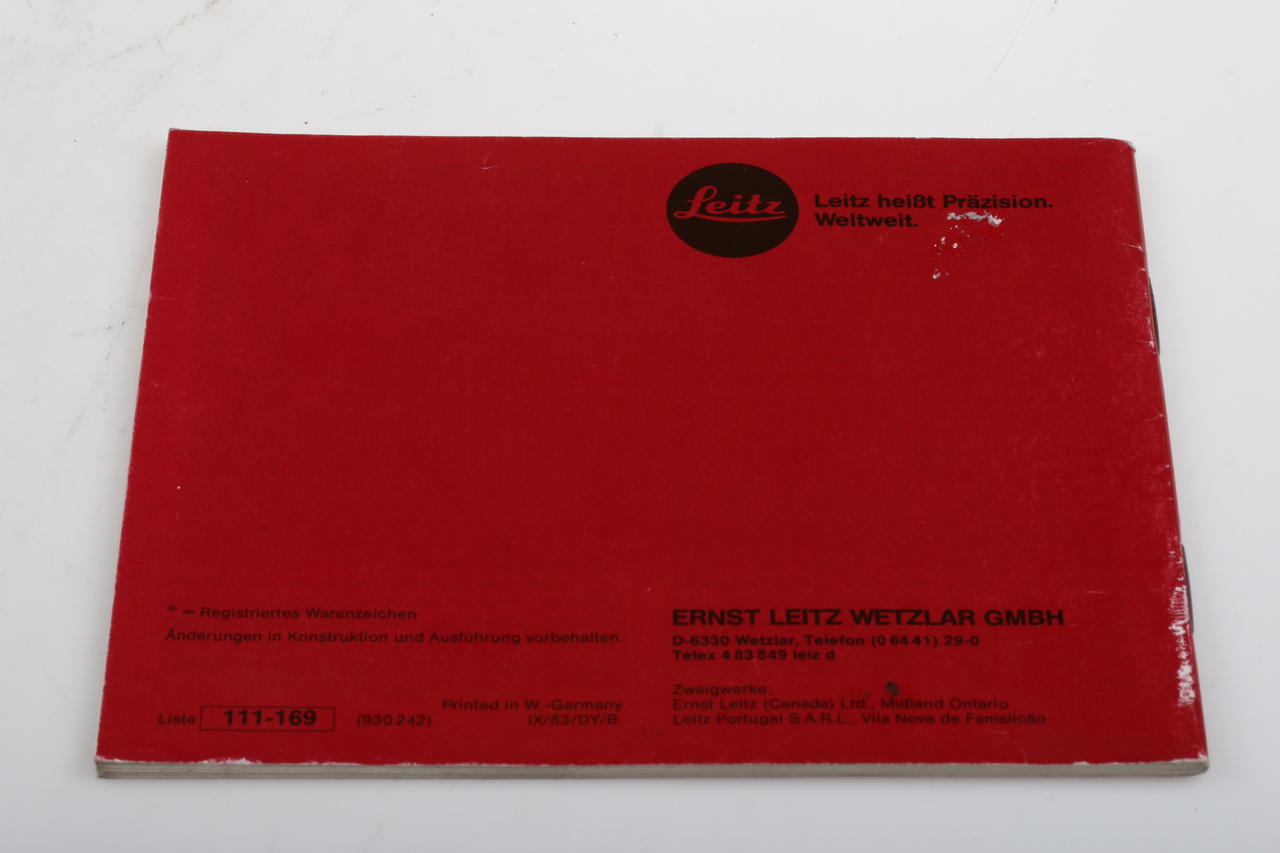 Leitz
Leitz heißt Präzision.
Weltweit.
* = Registriertes Warenzeichen
Änderungen in Konstruktion und Ausführung vorbehalten.
Liste 111-169 (930 242)
Printed in W.-Germany
IX/83/DY/B.
ERNST LEITZ WETZLAR GMBH
D-6330 Wetzlar, Telefon (0 64 41) 29-0
Telex 4 83 849 leiz d
Zweigwerke:
Ernst Leitz (Canada) Ltd., Midland Ontario
Leitz Portugal S.A.R.L., Vila Nova de Famalicão